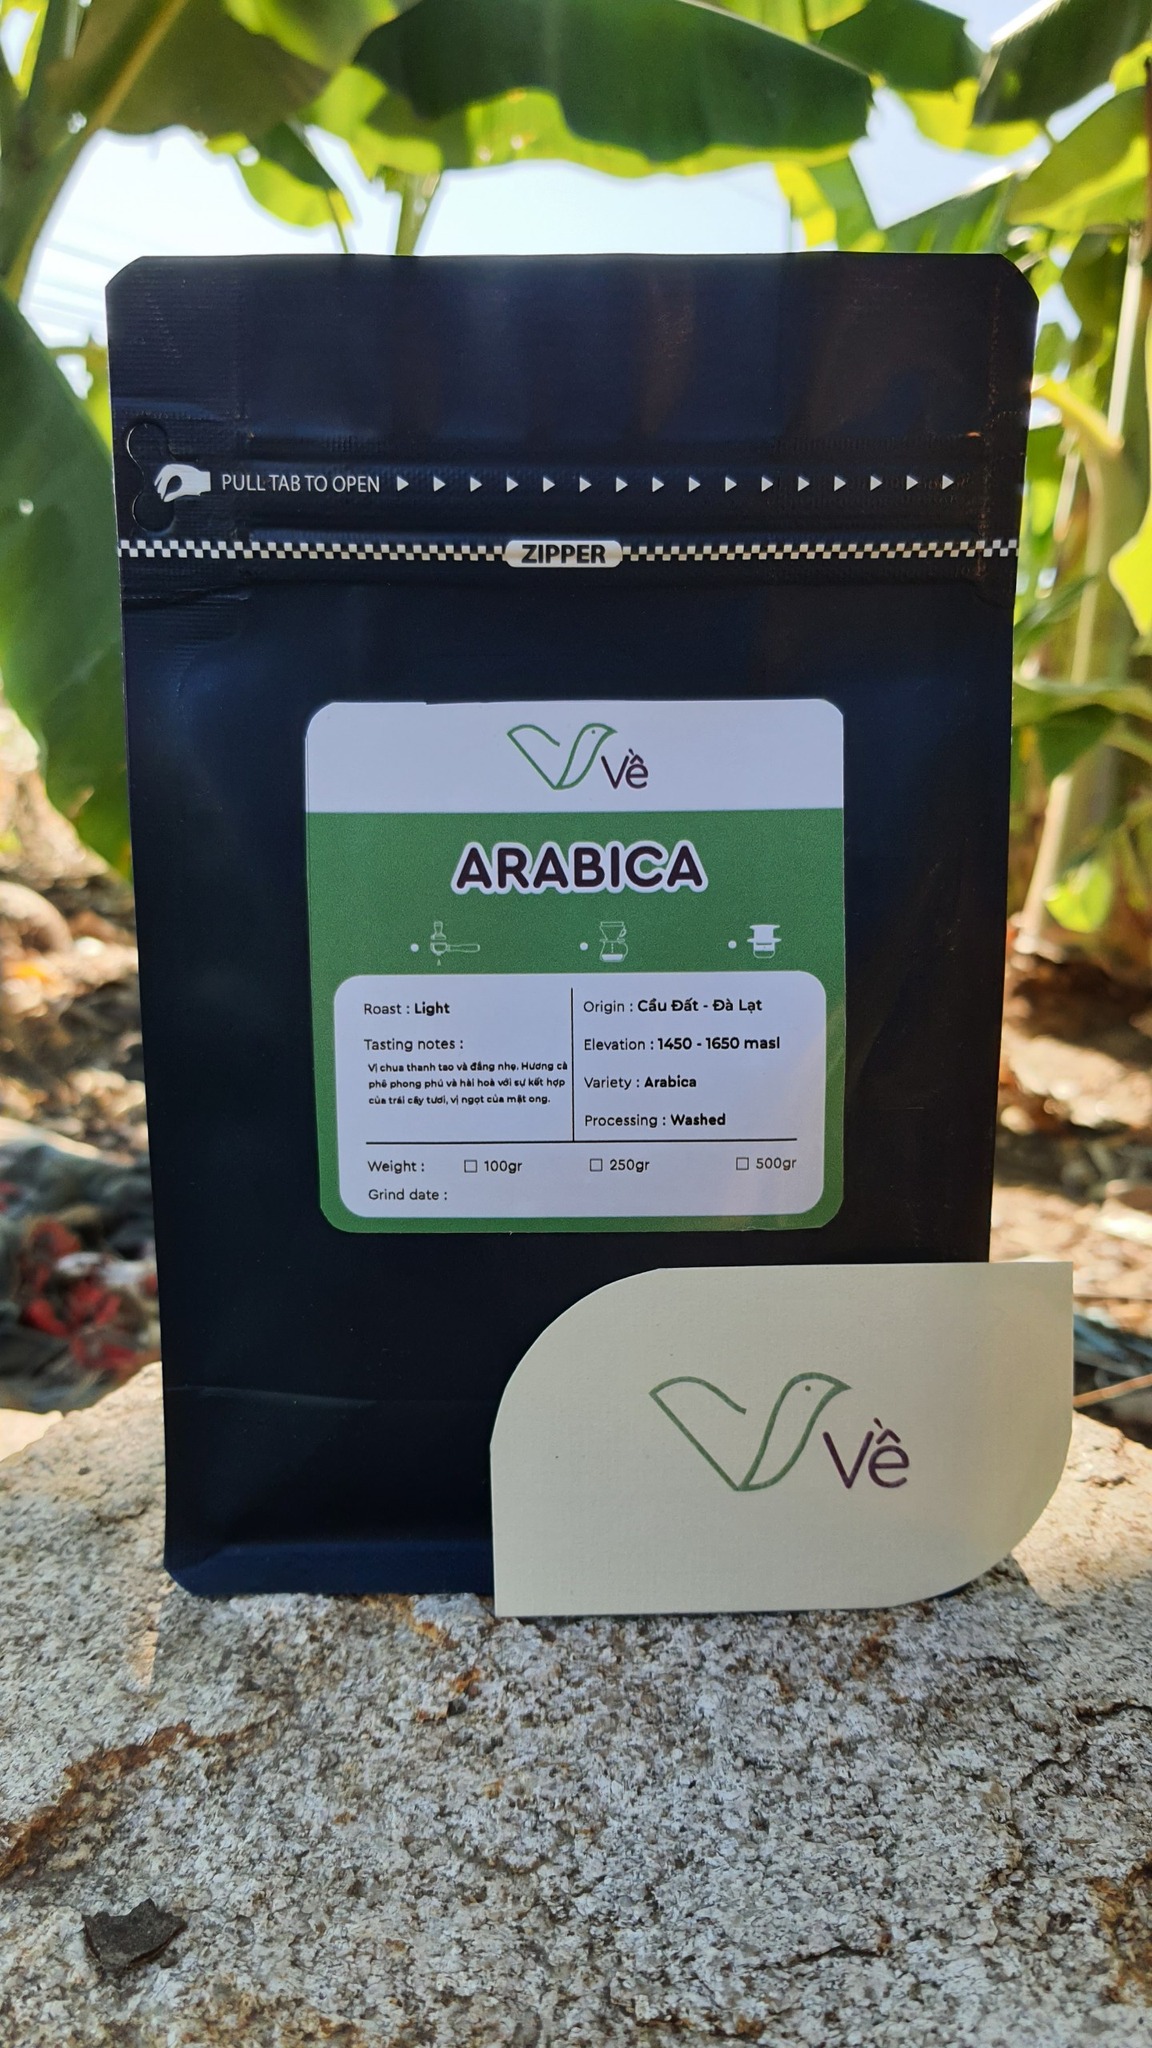 PULL TAB TO OPEN
ZIPPER
Về
ARABICA
Roast : Light
Tasting notes :
Vị chua thanh tao và đắng nhẹ. Hương cà
phê phong phú và hài hoà với sự kết hợp
của trái cây tươi, vị ngọt của mật ong.
Origin : Cầu Đất - Đà Lạt
Elevation : 1450 - 1650 masl
Variety : Arabica
Processing : Washed
Weight : ☐ 100gr ☐ 250gr ☐ 500gr
Grind date :
Về